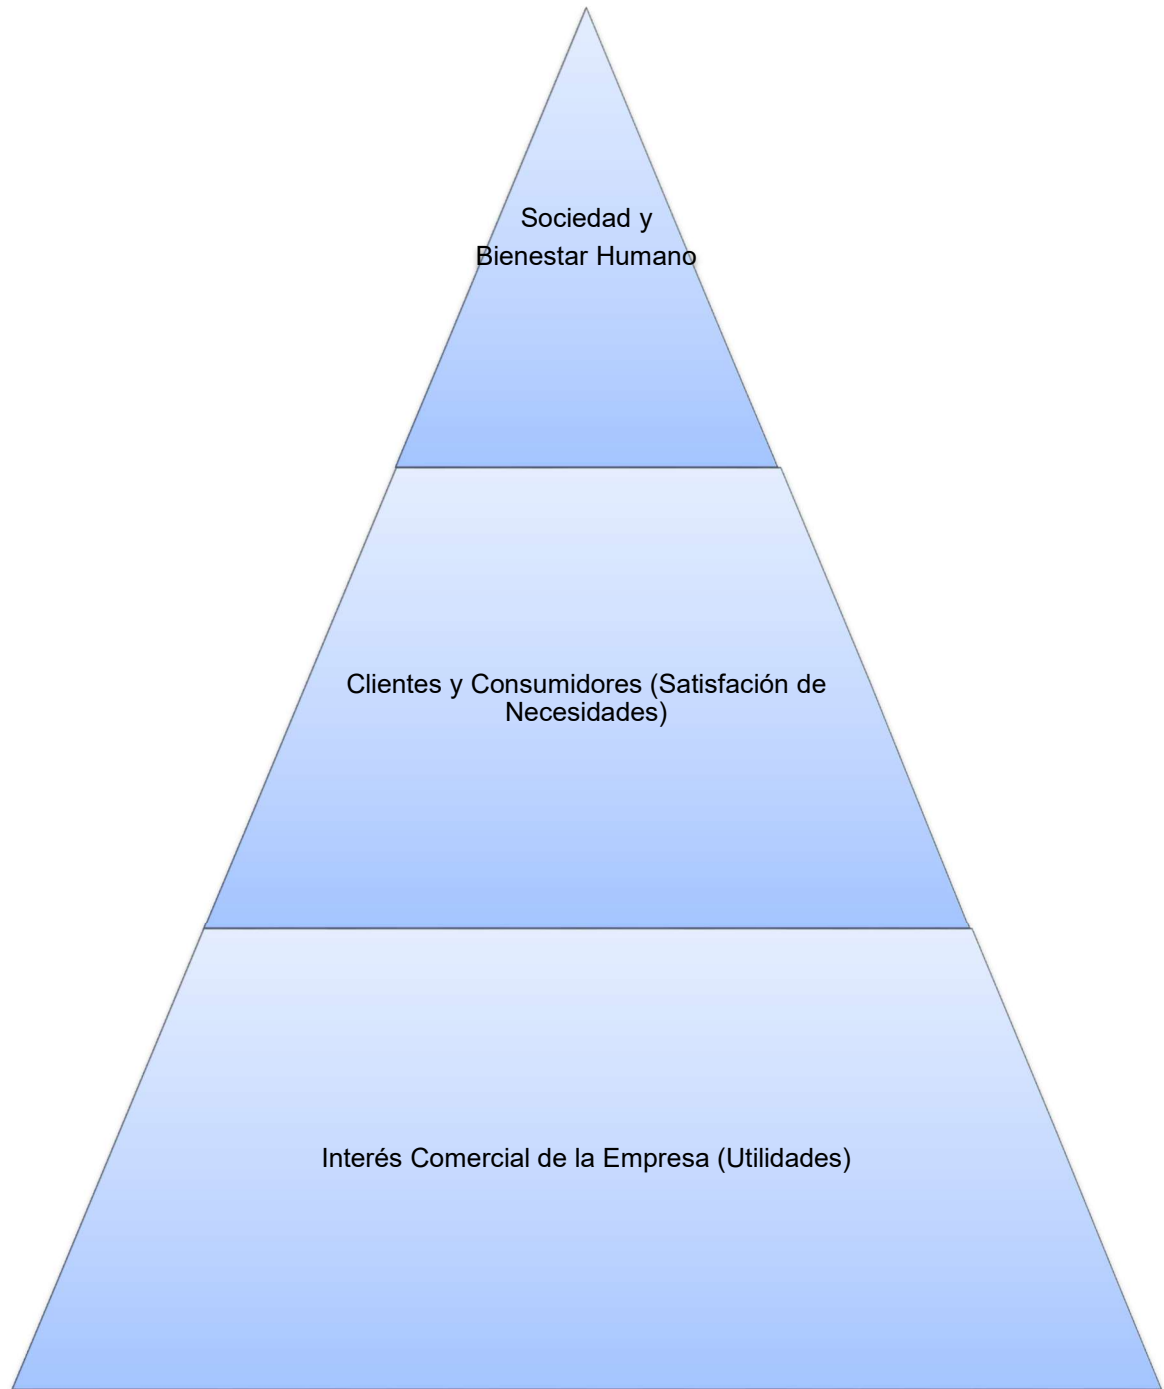 Sociedad y
Bienestar Humano
Clientes y Consumidores (Satisfación de
Necesidades)
Interés Comercial de la Empresa (Utilidades)